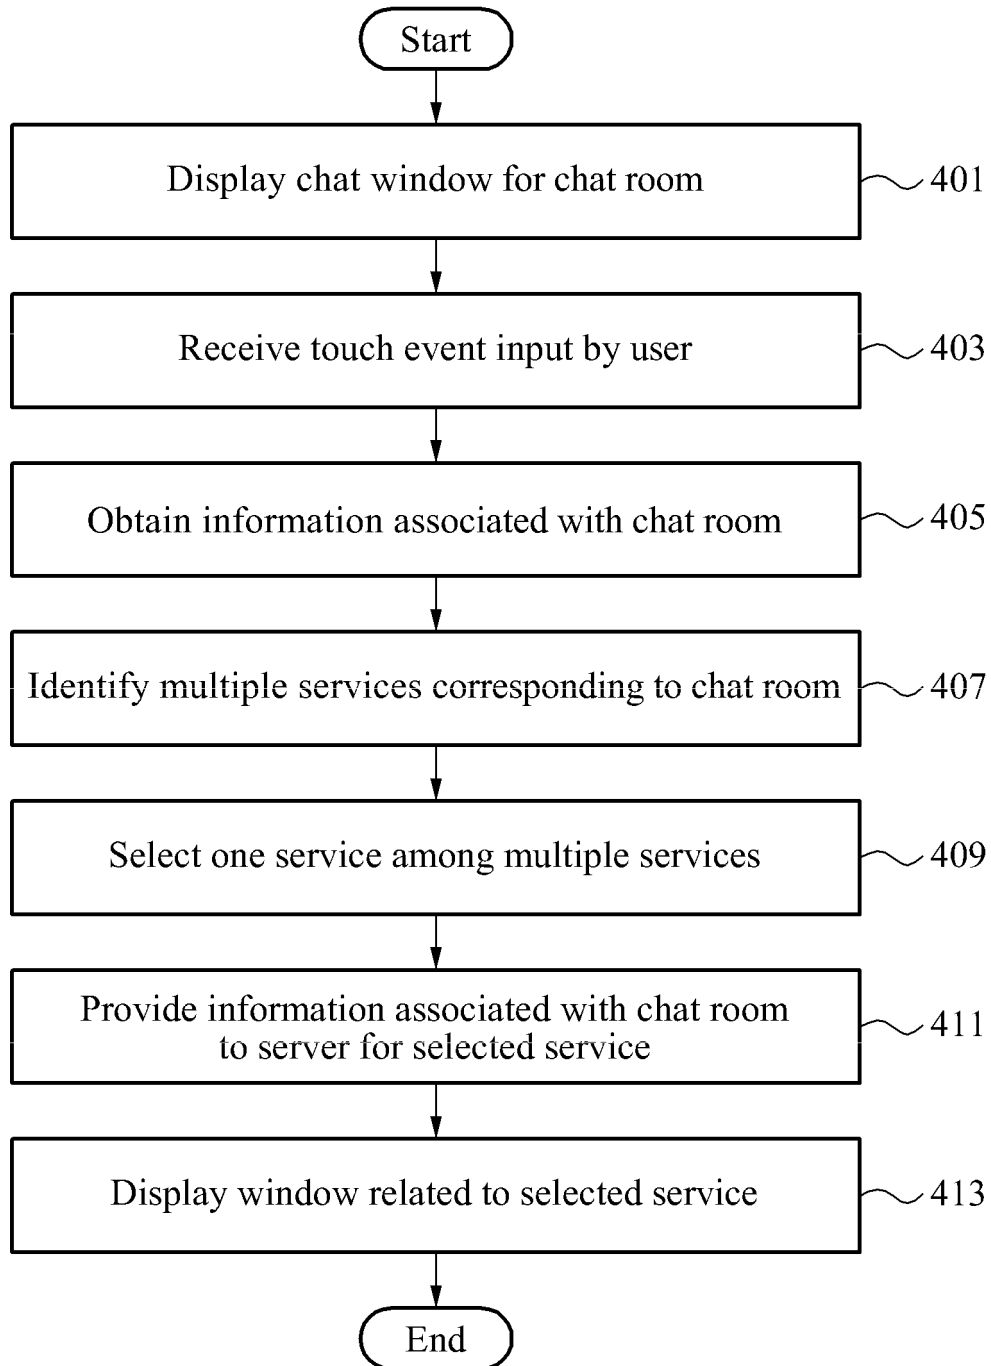 Start
Display chat window for chat room
401
Receive touch event input by user
403
Obtain information associated with chat room
405
Identify multiple services corresponding to chat room
407
Select one service among multiple services
409
Provide information associated with chat room
to server for selected service
411
Display window related to selected service
413
End